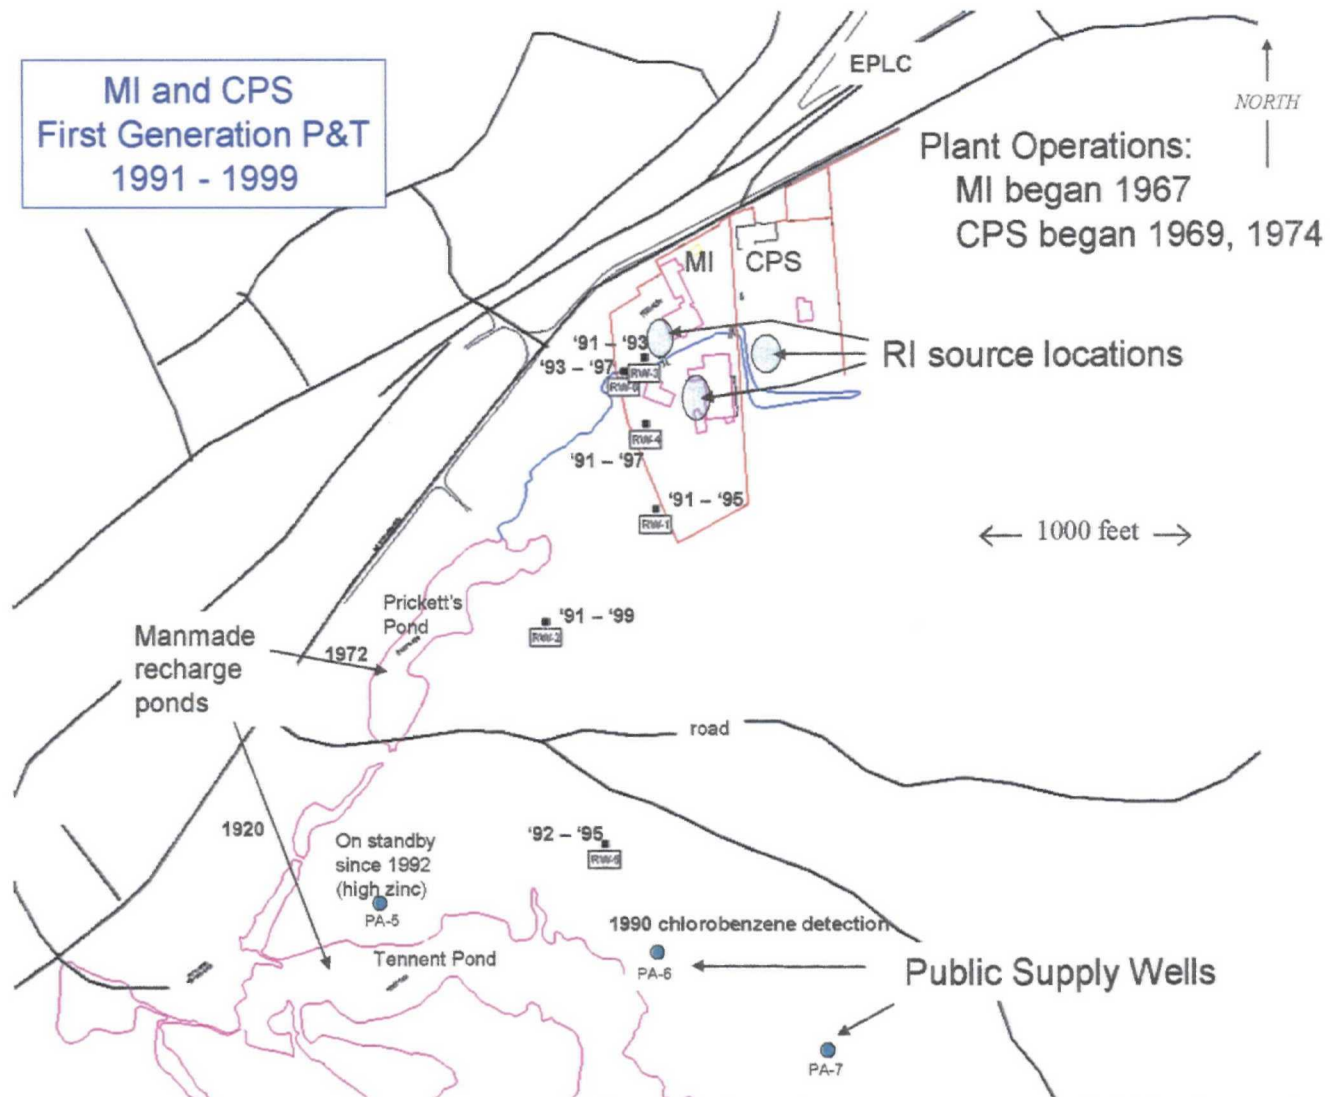 MI and CPS
First Generation P&T
1991 - 1999
EPLC
NORTH
Plant Operations:
MI began 1967
CPS began 1969, 1974
MI
CPS
'91 – '93
'93 – '97
RW-3
RI source locations
RW-4
'91 – '97
'91 – '95
RW-1
1000 feet
Prickett's
Pond
'91 – '99
RW-2
Manmade
recharge
ponds
1972
road
1920
On standby
since 1992
(high zinc)
PA-5
'92 – '95
1990 chlorobenzene detection
Tennent Pond
PA-6
Public Supply Wells
PA-7